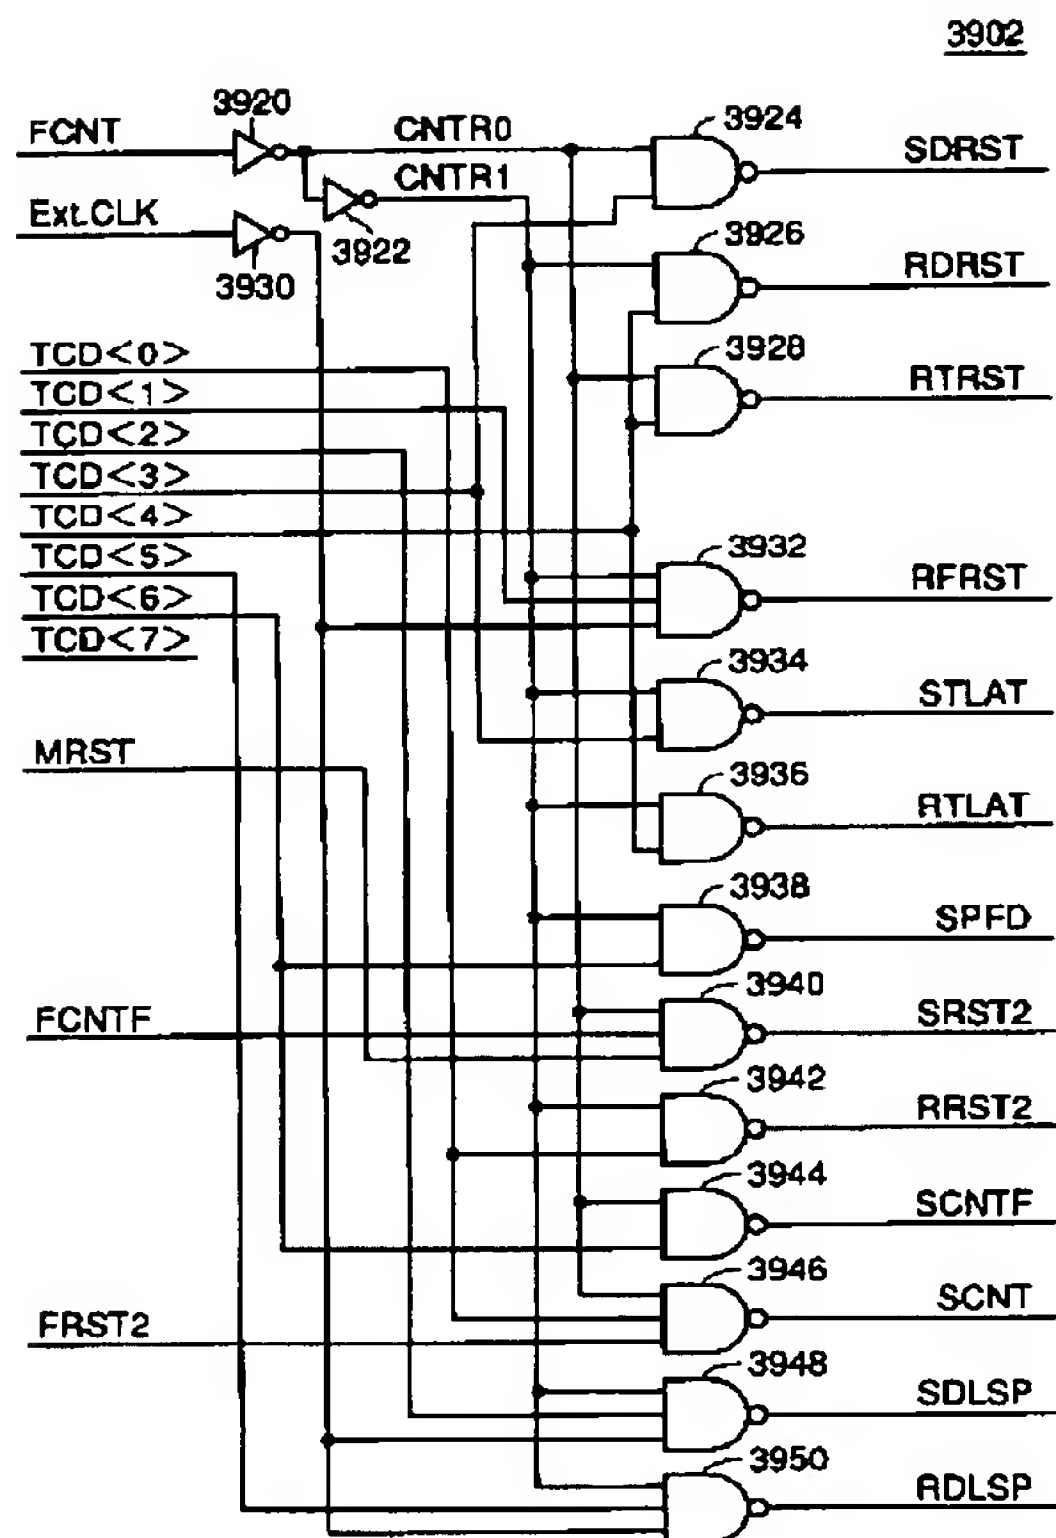 3902
3920
FCNT
CNTR0
3924
SDRST
CNTR1
Ext.CLK
3922
3930
3926
RDRST
3928
RTRST
TCD<0>
TCD<1>
TCD<2>
TCD<3>
TCD<4>
TCD<5>
TCD<6>
TCD<7>
3932
RFRST
3934
STLAT
MRST
3936
RTLAT
3938
SPFD
3940
FCNTF
SRST2
3942
RRST2
3944
SCNTF
3946
SCNT
FRST2
3948
SDLSP
3950
RDLSP